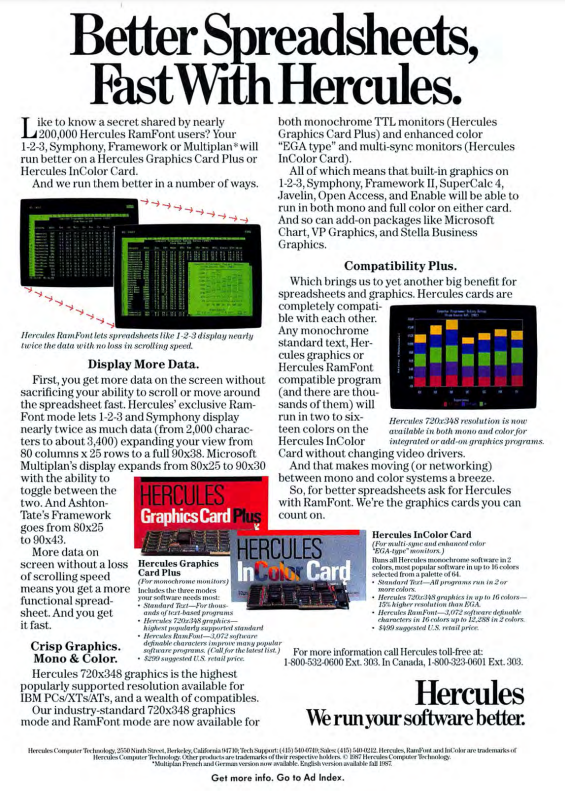 Better Spreadsheets,
Fast With Hercules.
Like to know a secret shared by nearly
200,000 Hercules RamFont users? Your
1-2-3, Symphony, Framework or Multiplan* will
run better on a Hercules Graphics Card Plus or
Hercules InColor Card.
And we run them better in a number of ways.
Hercules RamFont lets spreadsheets like 1-2-3 display nearly
twice the data with no loss in scrolling speed.
Display More Data.
First, you get more data on the screen without
sacrificing your ability to scroll or move around
the spreadsheet fast. Hercules' exclusive Ram-
Font mode lets 1-2-3 and Symphony display
nearly twice as much data (from 2,000 charac-
ters to about 3,400) expanding your view from
80 columns x 25 rows to a full 90x38. Microsoft
Multiplan's display expands from 80x25 to 90x30
with the ability to
toggle between the
two. And Ashton-
Tate's Framework
goes from 80x25
to 90x43.
More data on
screen without a loss
of scrolling speed
means you get a more
functional spread-
sheet. And you get
it fast.
Crisp Graphics.
Mono & Color.
Hercules 720x348 graphics is the highest
popularly supported resolution available for
IBM PCs/XTs/ATs, and a wealth of compatibles.
Our industry-standard 720x348 graphics
mode and RamFont mode are now available for
both monochrome TTL monitors (Hercules
Graphics Card Plus) and enhanced color
"EGA type" and multi-sync monitors (Hercules
InColor Card).
All of which means that built-in graphics on
1-2-3, Symphony, Framework II, SuperCalc 4,
Javelin, Open Access, and Enable will be able to
run in both mono and full color on either card.
And so can add-on packages like Microsoft
Chart, VP Graphics, and Stella Business
Graphics.
Compatibility Plus.
Which brings us to yet another big benefit for
spreadsheets and graphics. Hercules cards are
completely compati-
ble with each other.
Any monochrome
standard text, Her-
cules graphics or
Hercules RamFont
compatible program
(and there are thou-
sands of them) will
run in two to six-
teen colors on the
Hercules InColor
Card without changing video drivers.
And that makes moving (or networking)
between mono and color systems a breeze.
So, for better spreadsheets ask for Hercules
with RamFont. We're the graphics cards you can
count on.
Hercules 720x348 resolution is now
available in both mono and color for
integrated or add-on graphics programs.
HERCULES
Graphics Card Plus
HERCULES
InColor Card
Hercules Graphics
Card Plus
(For monochrome monitors)
Includes the three modes
your software needs most:
• Standard Text—For thous-
ands of text-based programs
• Hercules 720x348 graphics—
highest popularly supported standard
• Hercules RamFont—3,072 software
definable characters improve many popular
software programs. (Call for the latest list.)
• $299 suggested U.S. retail price.
Hercules InColor Card
(For multi-sync and enhanced color
"EGA-type" monitors.)
Runs all Hercules monochrome software in 2
colors, most popular software in up to 16 colors
selected from a palette of 64.
• Standard Text—All programs run in 2 or
more colors.
• Hercules 720x348 graphics in up to 16 colors—
15% higher resolution than EGA.
• Hercules RamFont—3,072 software definable
characters in 16 colors up to 12,288 in 2 colors.
• $499 suggested U.S. retail price.
For more information call Hercules toll-free at:
1-800-532-0600 Ext. 303. In Canada, 1-800-323-0601 Ext. 303.
Hercules
We run your software better.
Hercules Computer Technology, 2550 Ninth Street, Berkeley, California 94710; Tech Support: (415) 540-0749; Sales: (415) 540-0212. Hercules, RamFont and InColor are trademarks of
Hercules Computer Technology. Other products are trademarks of their respective holders. © 1987 Hercules Computer Technology.
*Multiplan French and German version now available. English version available fall 1987.
Get more info. Go to Ad Index.